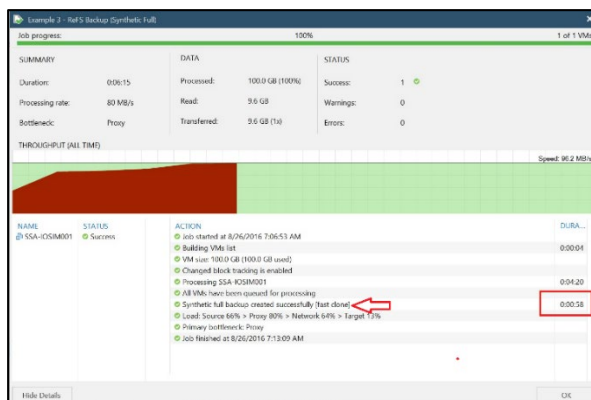 Example 3 - ReFS Backup (Synthetic Full)
Job progress: 100% 1 of 1 VMs
SUMMARY DATA STATUS
Duration: 0:06:15 Processed: 100.0 GB (100%) Success: 1
Processing rate: 80 MB/s Read: 9.6 GB Warnings: 0
Bottleneck: Proxy Transferred: 9.6 GB (1x) Errors: 0
THROUGHPUT (ALL TIME)
Speed: 96.2 MB/s
NAME STATUS ACTION DURA...
SSA-IOSIM001 Success Job started at 8/26/2016 7:06:53 AM
Building VMs list 0:00:04
VM size: 100.0 GB (100.0 GB used)
Changed block tracking is enabled
Processing SSA-IOSIM001 0:04:20
All VMs have been queued for processing
Synthetic full backup created successfully [fast clone] 0:00:58
Load: Source 66% > Proxy 80% > Network 64% > Target 13%
Primary bottleneck: Proxy
Job finished at 8/26/2016 7:13:09 AM
Hide Details OK